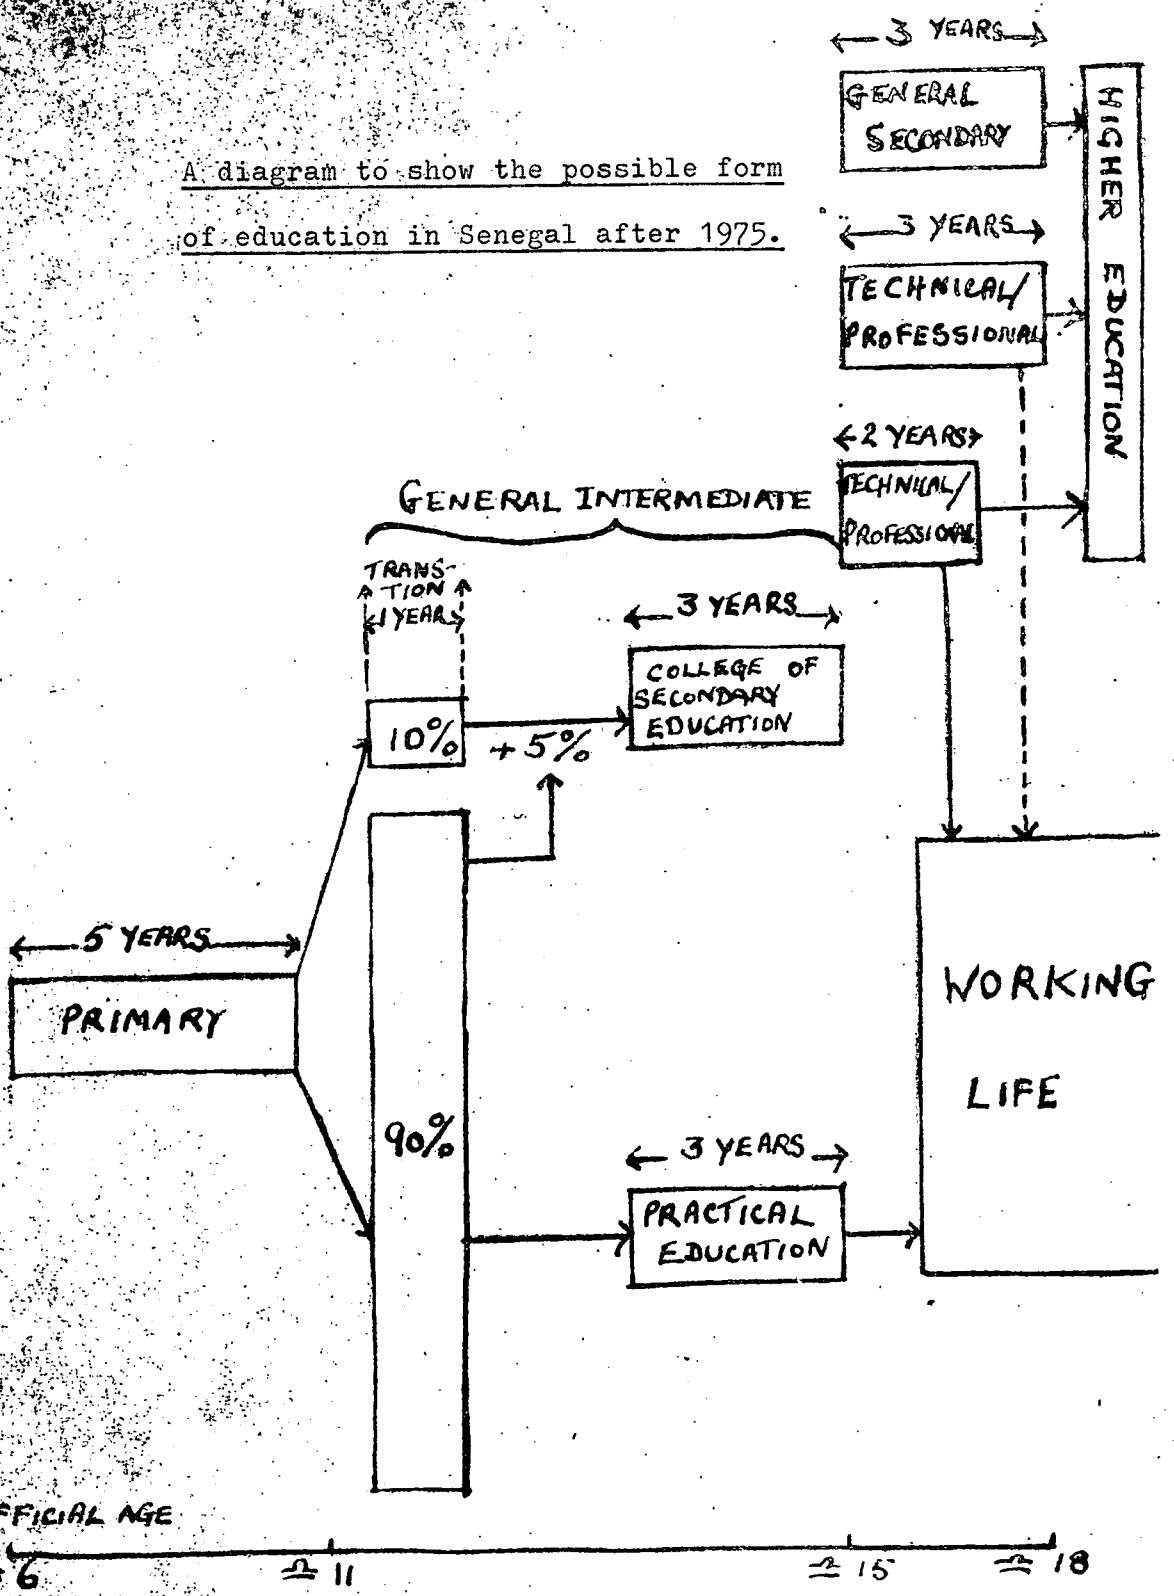 3 YEARS
GENERAL
SECONDARY
HIGHER EDUCATION
A diagram to show the possible form
of education in Senegal after 1975.
3 YEARS
TECHNICAL/
PROFESSIONAL
2 YEARS
TECHNICAL/
PROFESSIONAL
GENERAL INTERMEDIATE
TRANS-
TION
1 YEAR
3 YEARS
COLLEGE OF
SECONDARY
EDUCATION
10%
+ 5%
5 YEARS
PRIMARY
WORKING
LIFE
90%
3 YEARS
PRACTICAL
EDUCATION
FFICIAL AGE
6
≏ 11
≏ 15
≏ 18